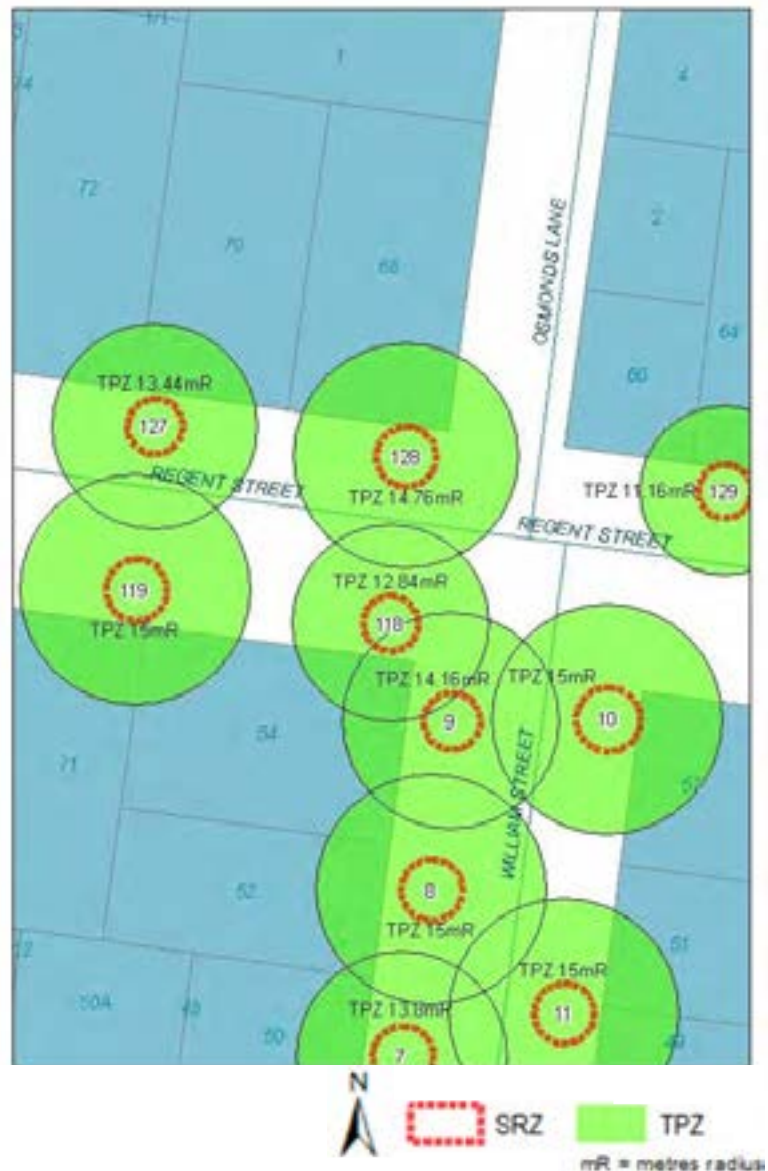 1
4
72
70
68
2
64
66
OSMONDS LANE
TPZ 13.44mR
127
128
TPZ 14.76mR
TPZ 11.16mR
129
REGENT STREET
REGENT STREET
TPZ 12.84mR
119
118
TPZ 15mR
TPZ 14.16mR
TPZ 15mR
9
10
54
71
WILLIAM STREET
8
52
TPZ 15mR
51
TPZ 15mR
TPZ 13.8mR
11
50A
50
49
7
N
SRZ
TPZ
mR = metres radius